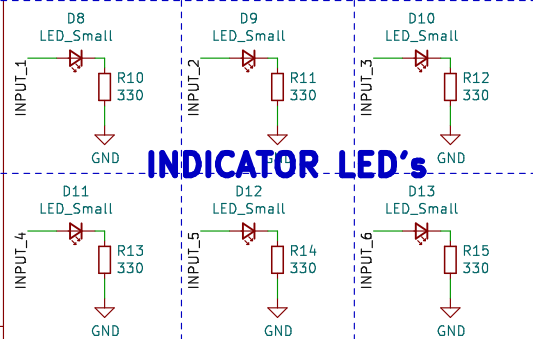 D8
LED_Small
INPUT_1
R10
330
GND
D9
LED_Small
INPUT_2
R11
330
GND
D10
LED_Small
INPUT_3
R12
330
GND
INDICATOR LED's
D11
LED_Small
INPUT_4
R13
330
GND
D12
LED_Small
INPUT_5
R14
330
GND
D13
LED_Small
INPUT_6
R15
330
GND